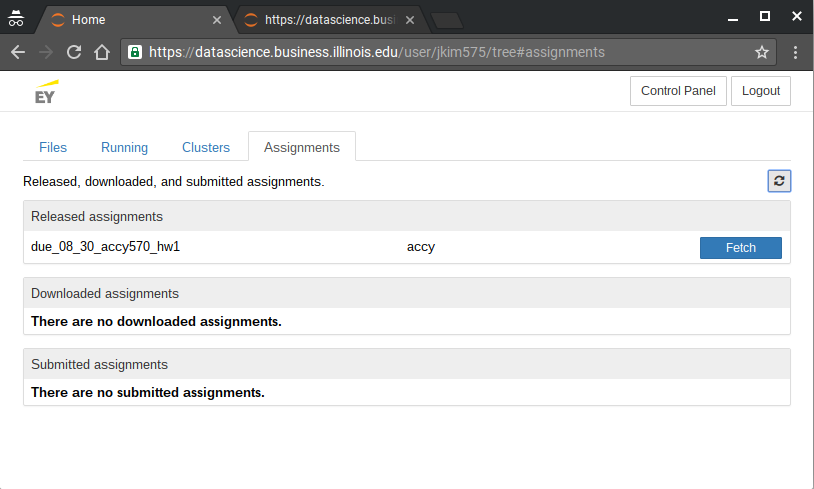 Home
https://datascience.busi
https://datascience.business.illinois.edu/user/jkim575/tree#assignments
EY
Control Panel
Logout
Files
Running
Clusters
Assignments
Released, downloaded, and submitted assignments.
Released assignments
due_08_30_accy570_hw1
accy
Fetch
Downloaded assignments
There are no downloaded assignments.
Submitted assignments
There are no submitted assignments.